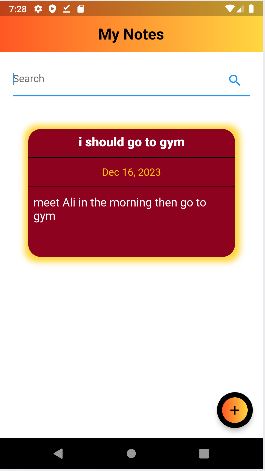 7:28
My Notes
Search
i should go to gym
Dec 16, 2023
meet Ali in the morning then go to
gym
+